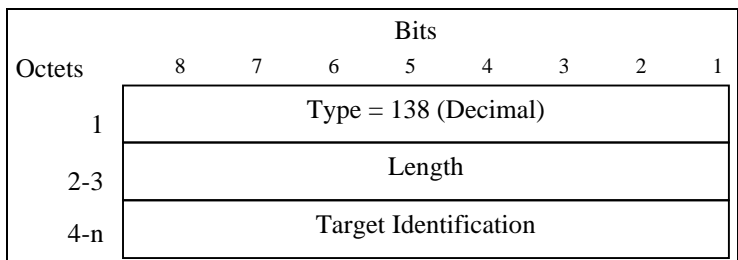 Bits
Octets 8 7 6 5 4 3 2 1
1 Type = 138 (Decimal)
2-3 Length
4-n Target Identification